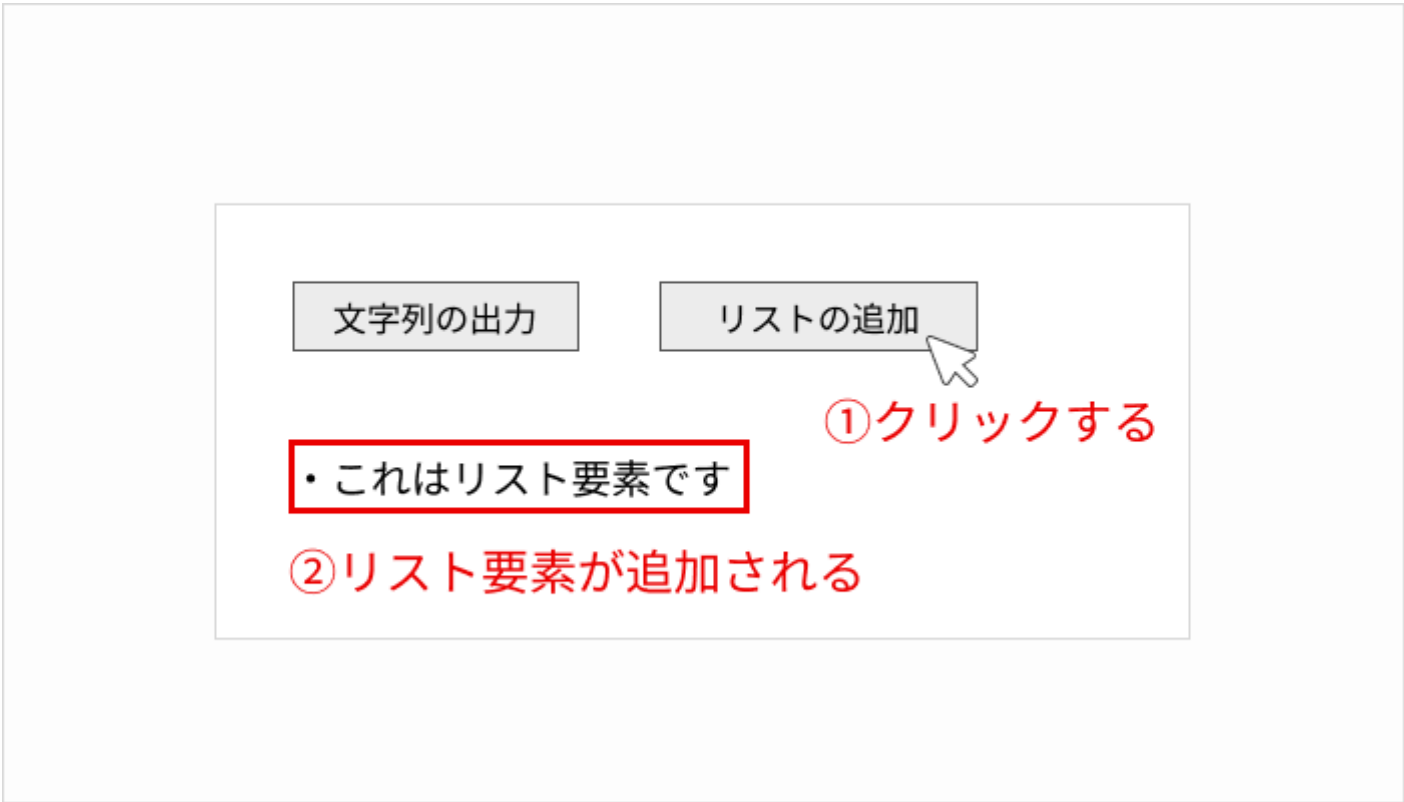 文字列の出力
リストの追加
①クリックする
・これはリスト要素です
②リスト要素が追加される